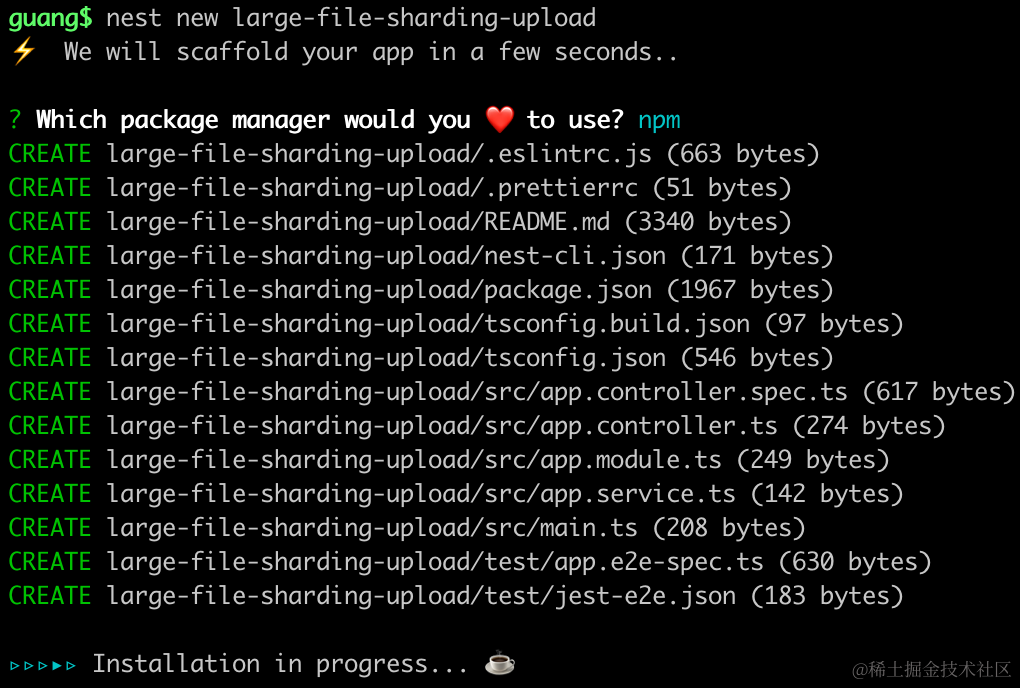 guang$ nest new large-file-sharding-upload
⚡ We will scaffold your app in a few seconds..
? Which package manager would you ❤️ to use? npm
CREATE large-file-sharding-upload/.eslintrc.js (663 bytes)
CREATE large-file-sharding-upload/.prettierrc (51 bytes)
CREATE large-file-sharding-upload/README.md (3340 bytes)
CREATE large-file-sharding-upload/nest-cli.json (171 bytes)
CREATE large-file-sharding-upload/package.json (1967 bytes)
CREATE large-file-sharding-upload/tsconfig.build.json (97 bytes)
CREATE large-file-sharding-upload/tsconfig.json (546 bytes)
CREATE large-file-sharding-upload/src/app.controller.spec.ts (617 bytes)
CREATE large-file-sharding-upload/src/app.controller.ts (274 bytes)
CREATE large-file-sharding-upload/src/app.module.ts (249 bytes)
CREATE large-file-sharding-upload/src/app.service.ts (142 bytes)
CREATE large-file-sharding-upload/src/main.ts (208 bytes)
CREATE large-file-sharding-upload/test/app.e2e-spec.ts (630 bytes)
CREATE large-file-sharding-upload/test/jest-e2e.json (183 bytes)
▹▹▹▸▹ Installation in progress... ☕
@稀土掘金技术社区